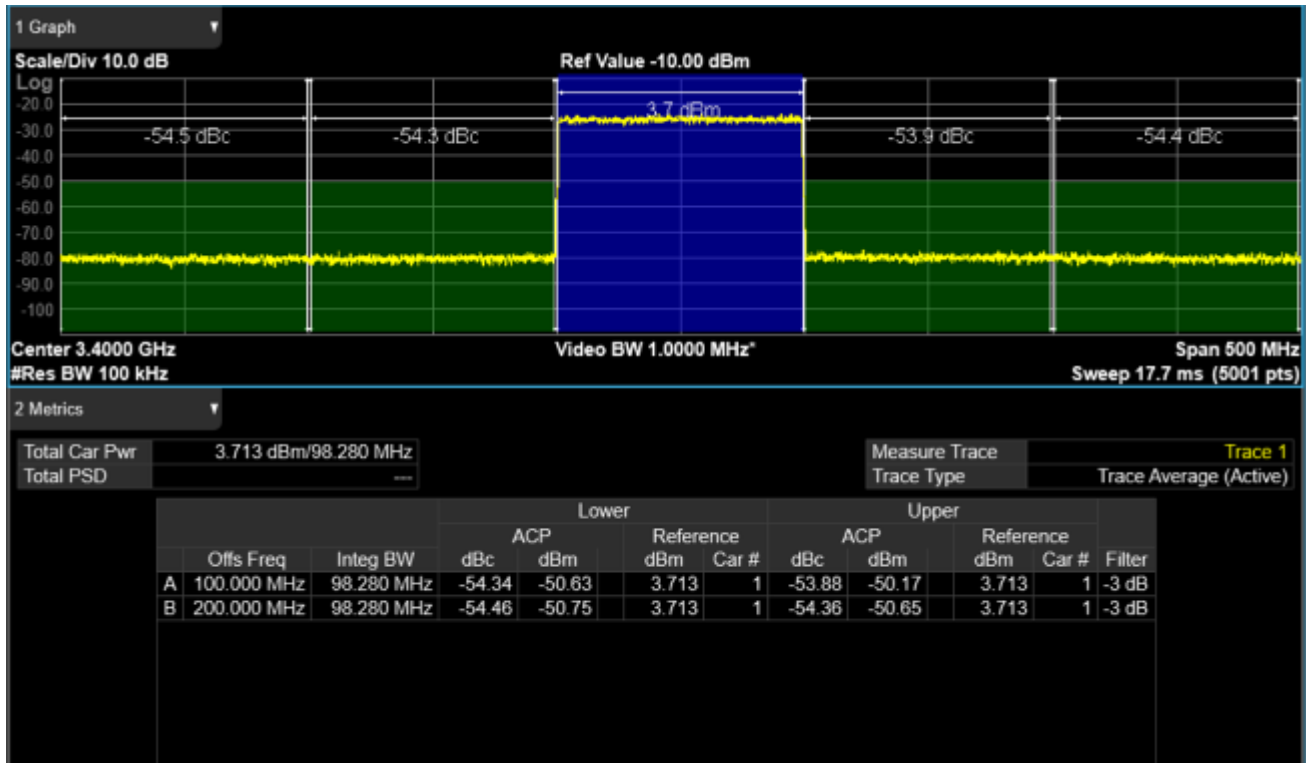 1 Graph
Scale/Div 10.0 dB Ref Value -10.00 dBm
Log
-20.0
3.7 dBm
-30.0
-54.5 dBc -54.3 dBc -53.9 dBc -54.4 dBc
-40.0
-50.0
-60.0
-70.0
-80.0
-90.0
-100
Center 3.4000 GHz Video BW 1.0000 MHz* Span 500 MHz
#Res BW 100 kHz Sweep 17.7 ms (5001 pts)
2 Metrics
Total Car Pwr 3.713 dBm/98.280 MHz Measure Trace Trace 1
Total PSD --- Trace Type Trace Average (Active)
Lower Upper
ACP Reference ACP Reference
Offs Freq Integ BW dBc dBm dBm Car # dBc dBm dBm Car # Filter
A 100.000 MHz 98.280 MHz -54.34 -50.63 3.713 1 -53.88 -50.17 3.713 1 -3 dB
B 200.000 MHz 98.280 MHz -54.46 -50.75 3.713 1 -54.36 -50.65 3.713 1 -3 dB